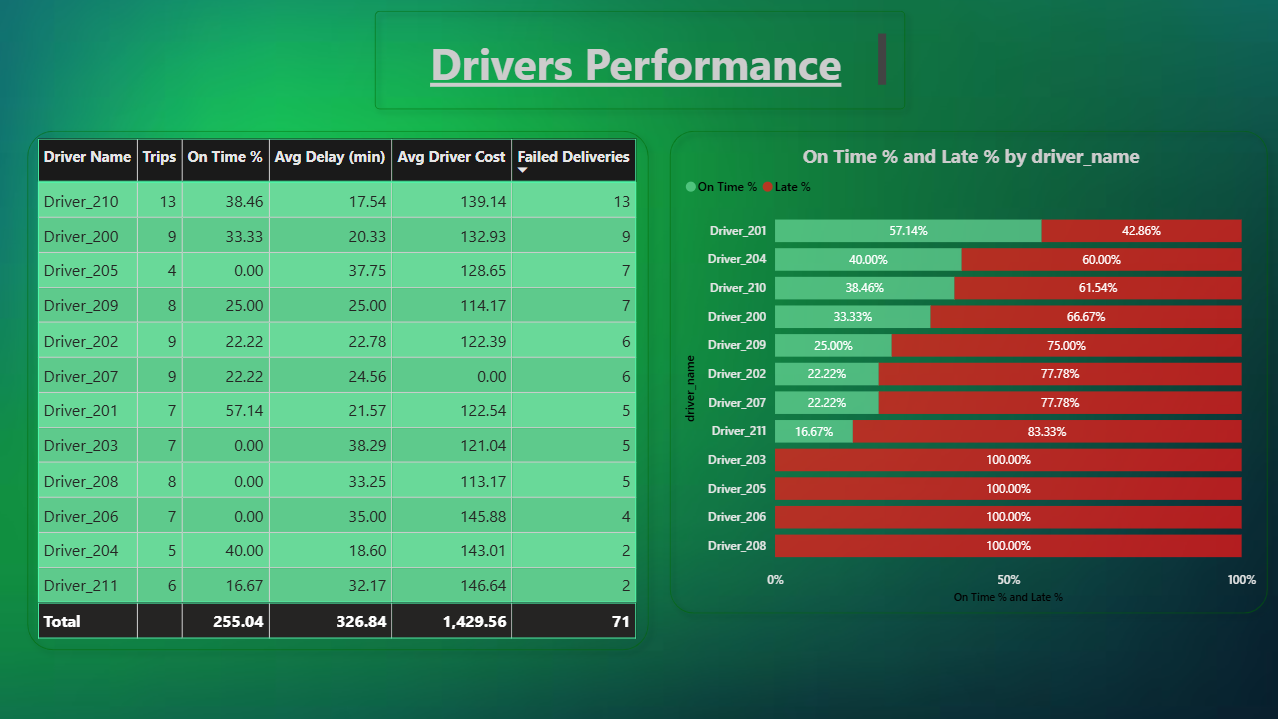 Drivers Performance
Driver Name Trips On Time % Avg Delay (min) Avg Driver Cost Failed Deliveries
Driver_210 13 38.46 17.54 139.14 13
Driver_200 9 33.33 20.33 132.93 9
Driver_205 4 0.00 37.75 128.65 7
Driver_209 8 25.00 25.00 114.17 7
Driver_202 9 22.22 22.78 122.39 6
Driver_207 9 22.22 24.56 0.00 6
Driver_201 7 57.14 21.57 122.54 5
Driver_203 7 0.00 38.29 121.04 5
Driver_208 8 0.00 33.25 113.17 5
Driver_206 7 0.00 35.00 145.88 4
Driver_204 5 40.00 18.60 143.01 2
Driver_211 6 16.67 32.17 146.64 2
Total 255.04 326.84 1,429.56 71
On Time % and Late % by driver_name
On Time % Late %
driver_name
Driver_201 57.14% 42.86%
Driver_204 40.00% 60.00%
Driver_210 38.46% 61.54%
Driver_200 33.33% 66.67%
Driver_209 25.00% 75.00%
Driver_202 22.22% 77.78%
Driver_207 22.22% 77.78%
Driver_211 16.67% 83.33%
Driver_203 100.00%
Driver_205 100.00%
Driver_206 100.00%
Driver_208 100.00%
0% 50% 100%
On Time % and Late %